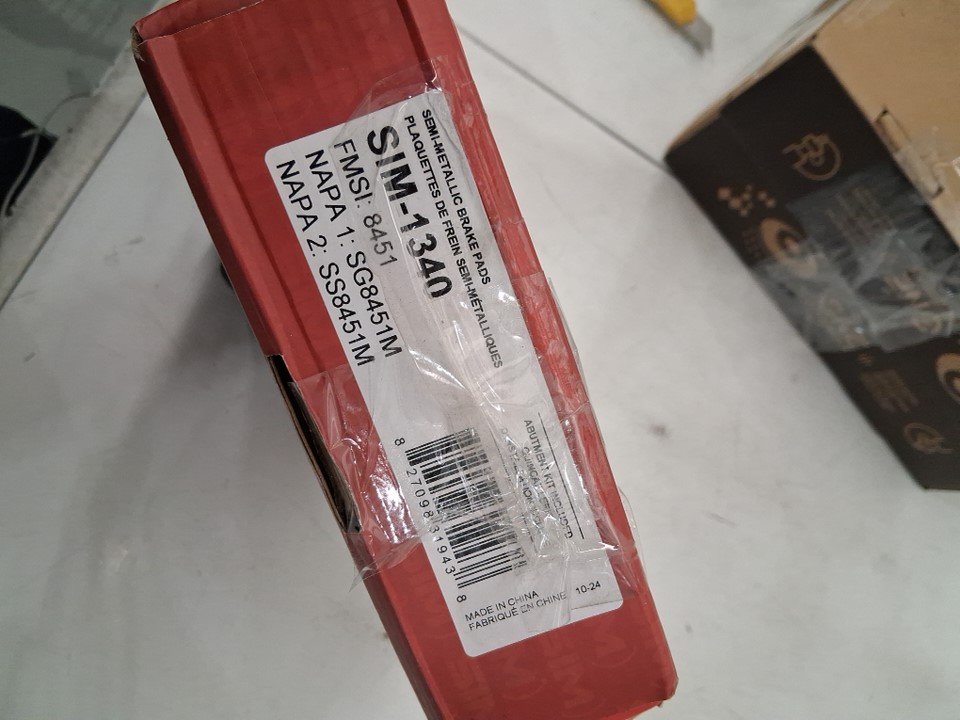 SEMI-METALLIC BRAKE PADS
PLAQUETTES DE FREIN SEMI-MÉTALLIQUES
SIM-1340
FMSI: 8451
NAPA 1: SG8451M
NAPA 2: SS8451M
ABUTMENT KIT INCLUDED
8 27098 31943 8
MADE IN CHINA
FABRIQUÉ EN CHINE
10-24